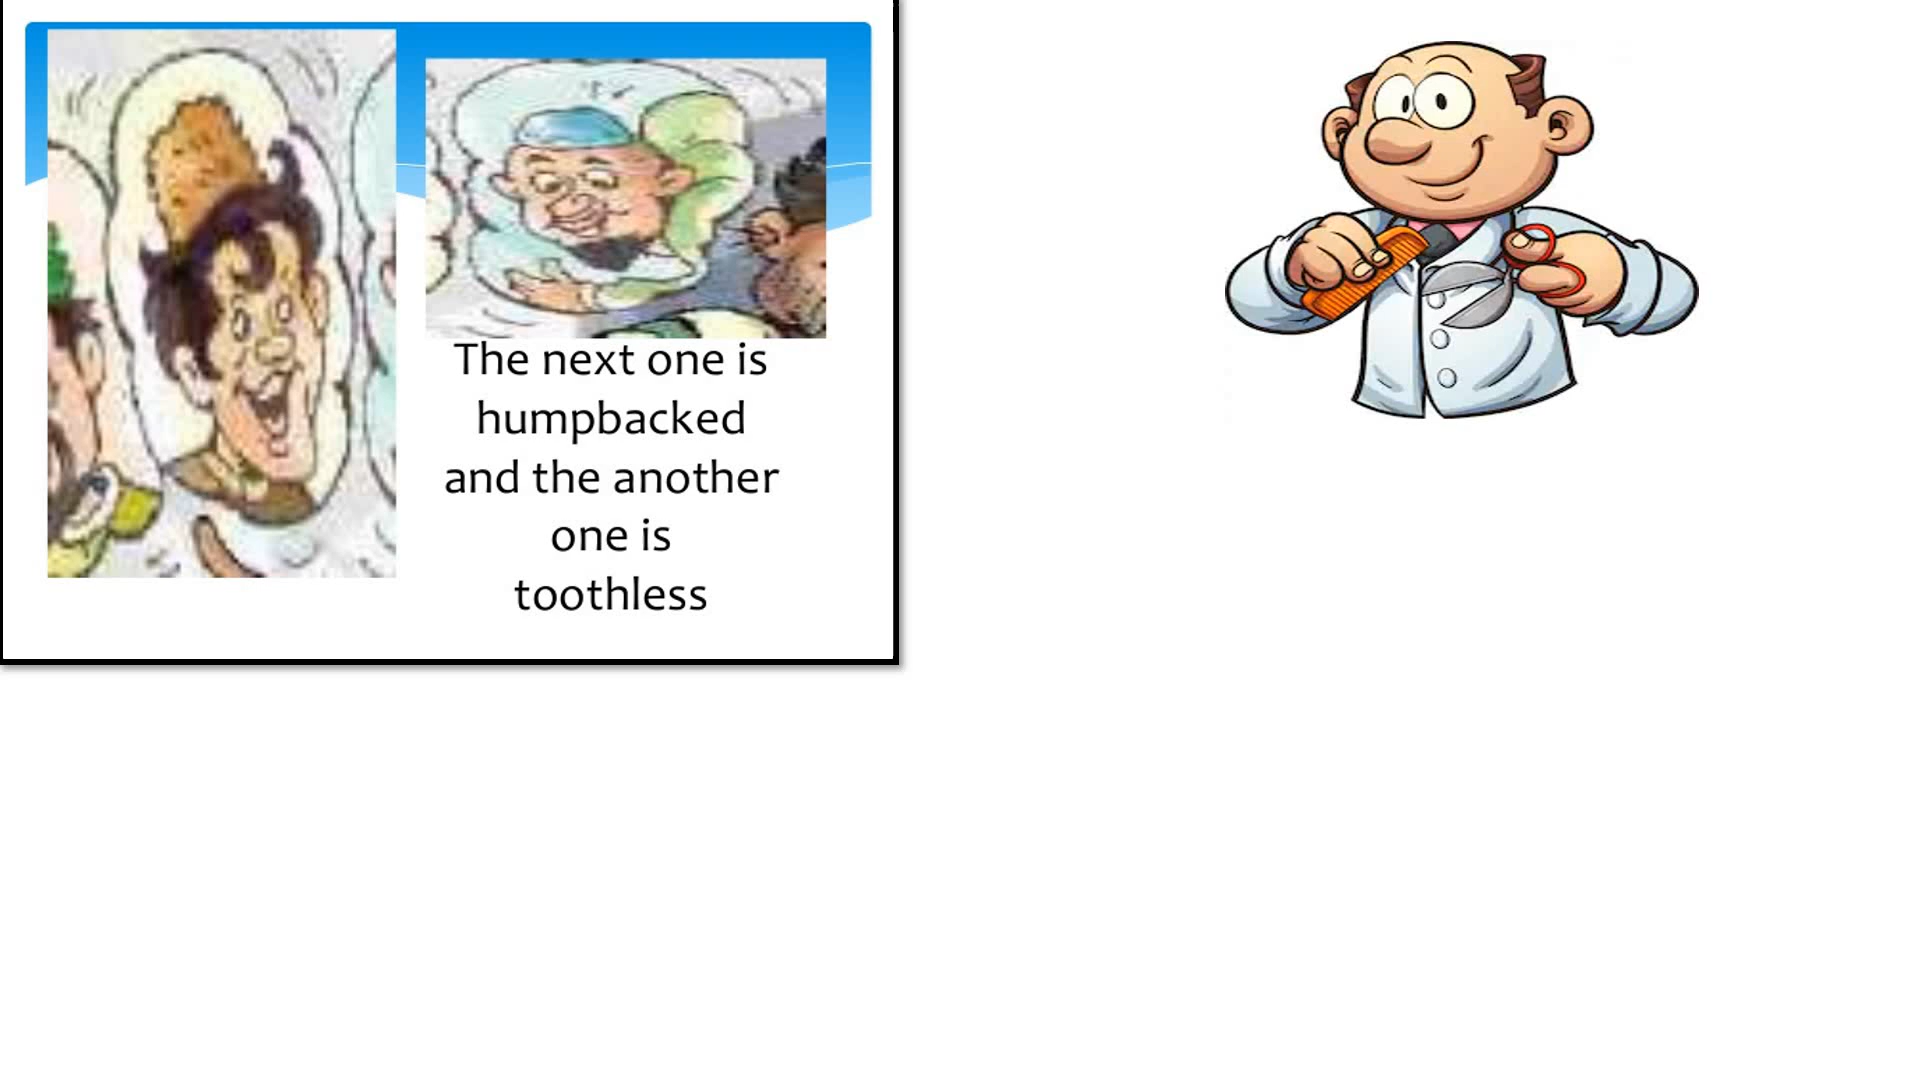 The next one is
humpbacked
and the another
one is
toothless